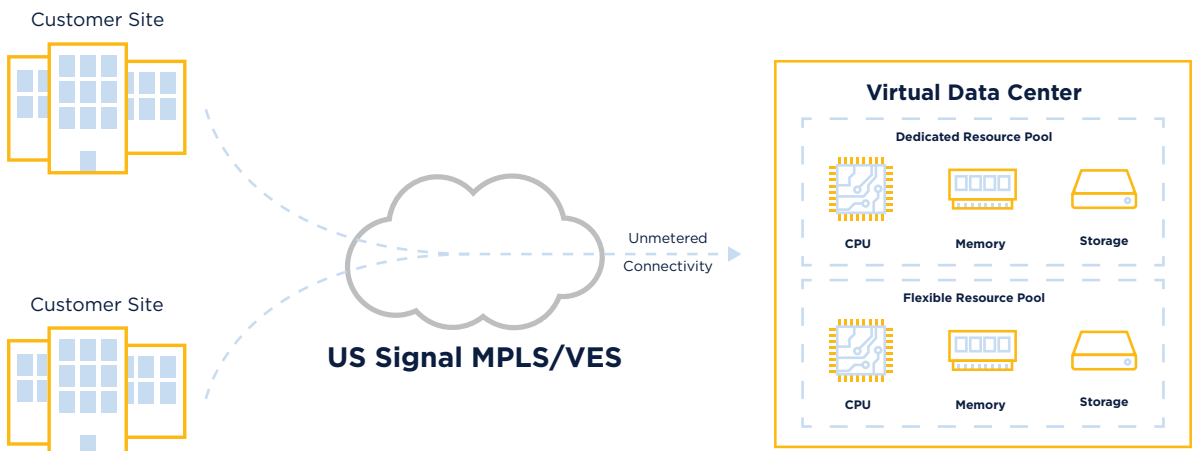 Customer Site
Customer Site
US Signal MPLS/VES
Unmetered
Connectivity
Virtual Data Center
Dedicated Resource Pool
CPU
Memory
Storage
Flexible Resource Pool
CPU
Memory
Storage